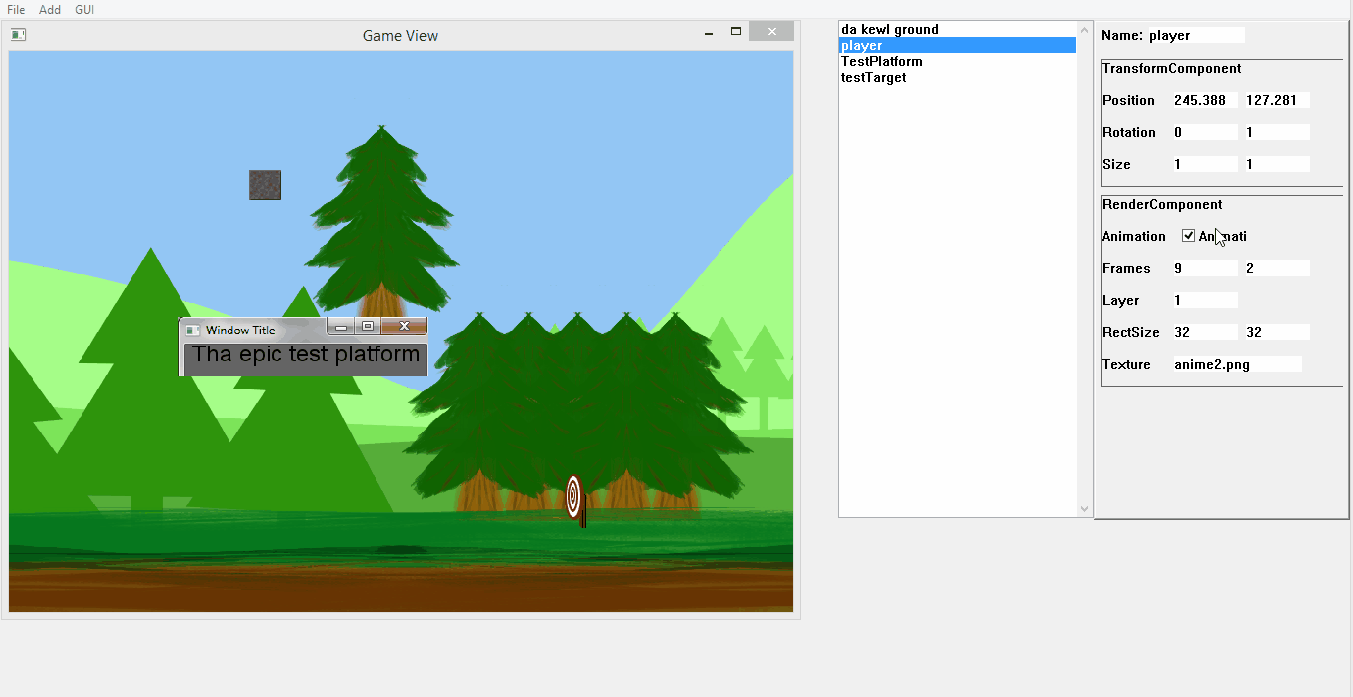 File Add GUI
Game View
Window Title
Tha epic test platform
da kewl ground
player
TestPlatform
testTarget
Name: player
TransformComponent
Position 245.388 127.281
Rotation 0 1
Size 1 1
RenderComponent
Animation
Frames 9 2
Layer 1
RectSize 32 32
Texture anime2.png